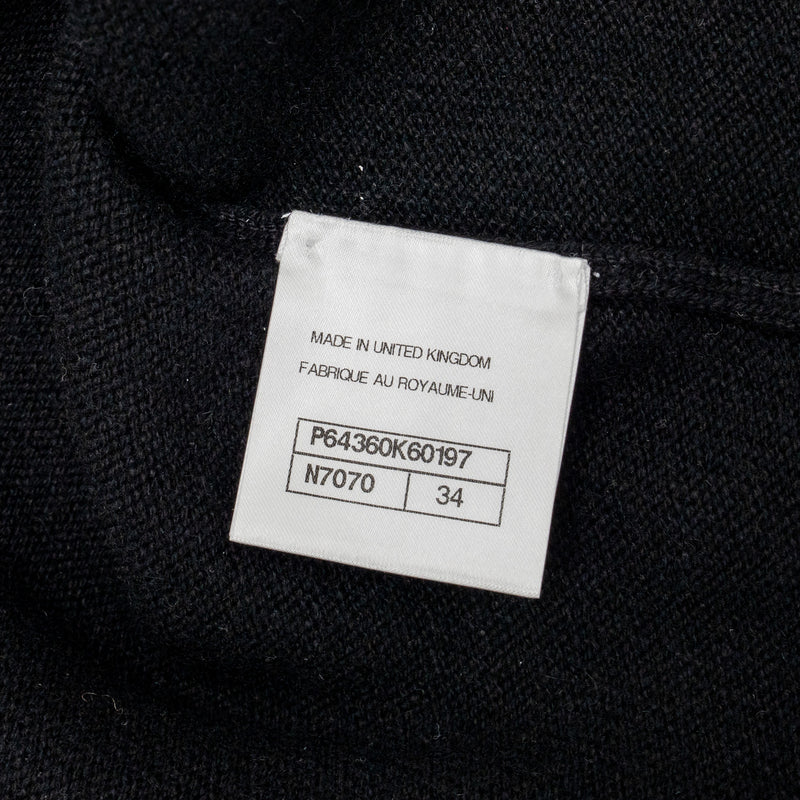 MADE IN UNITED KINGDOM
FABRIQUE AU ROYAUME-UNI
P64360K60197
N7070 34